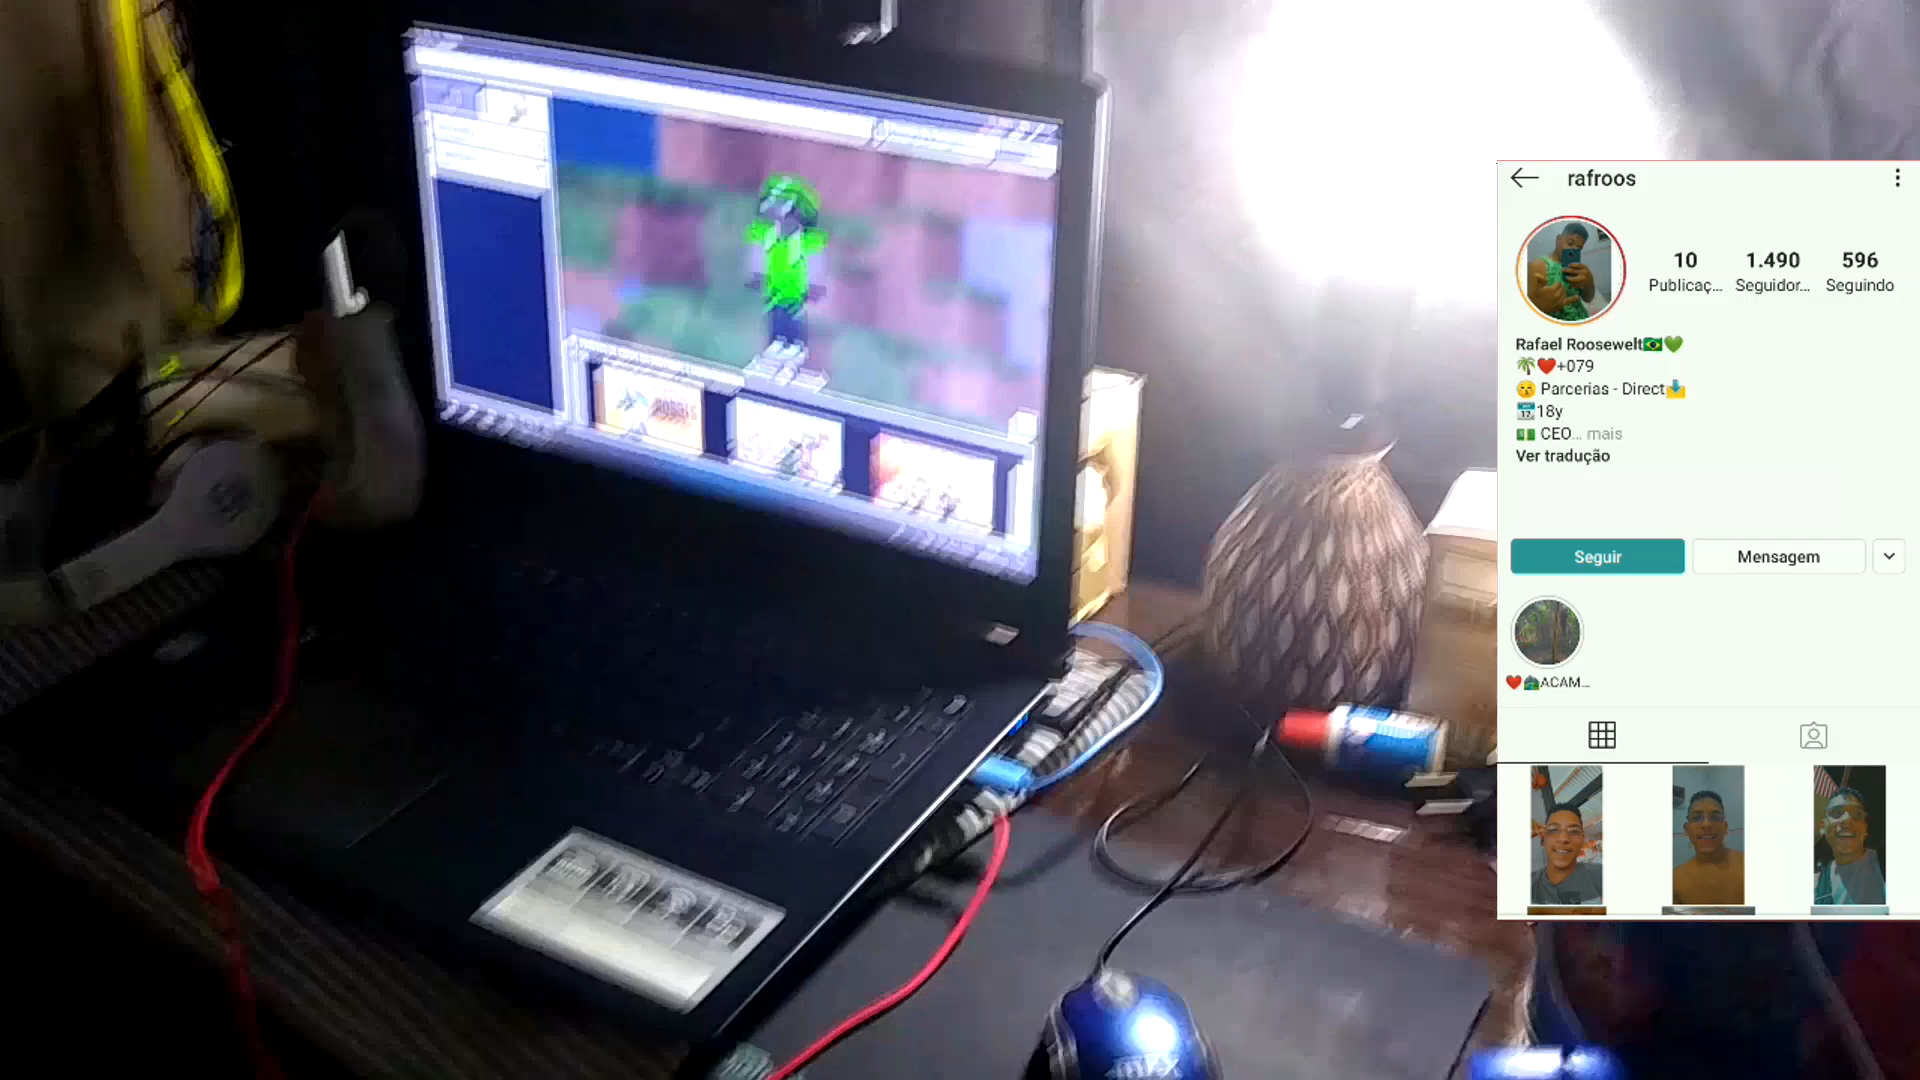 rafroos
10 1.490 596
Publicaç... Seguidor... Seguindo
Rafael Roosewelt🇧🇷💚
🌴❤️+079
😚 Parcerias - Direct📩
📆18y
💵 CEO... mais
Ver tradução
Seguir Mensagem
❤️🏞️ACAM...